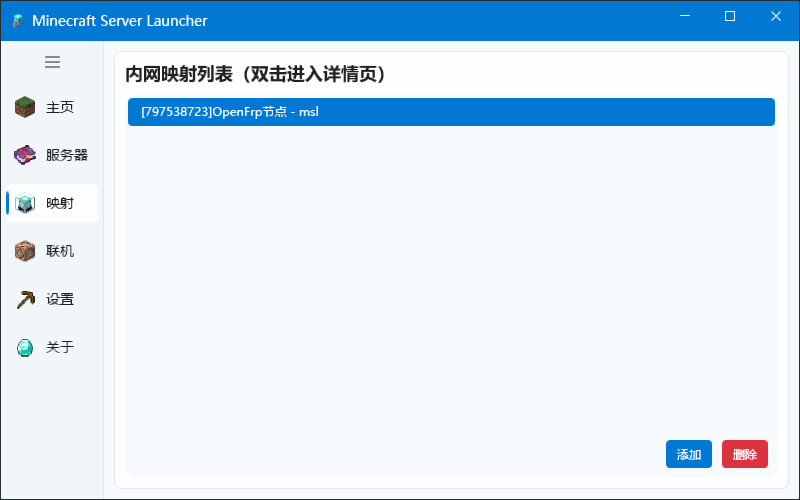 Minecraft Server Launcher
内网映射列表（双击进入详情页）
[797538723]OpenFrp节点 - msl
主页
服务器
映射
联机
设置
关于
添加
删除